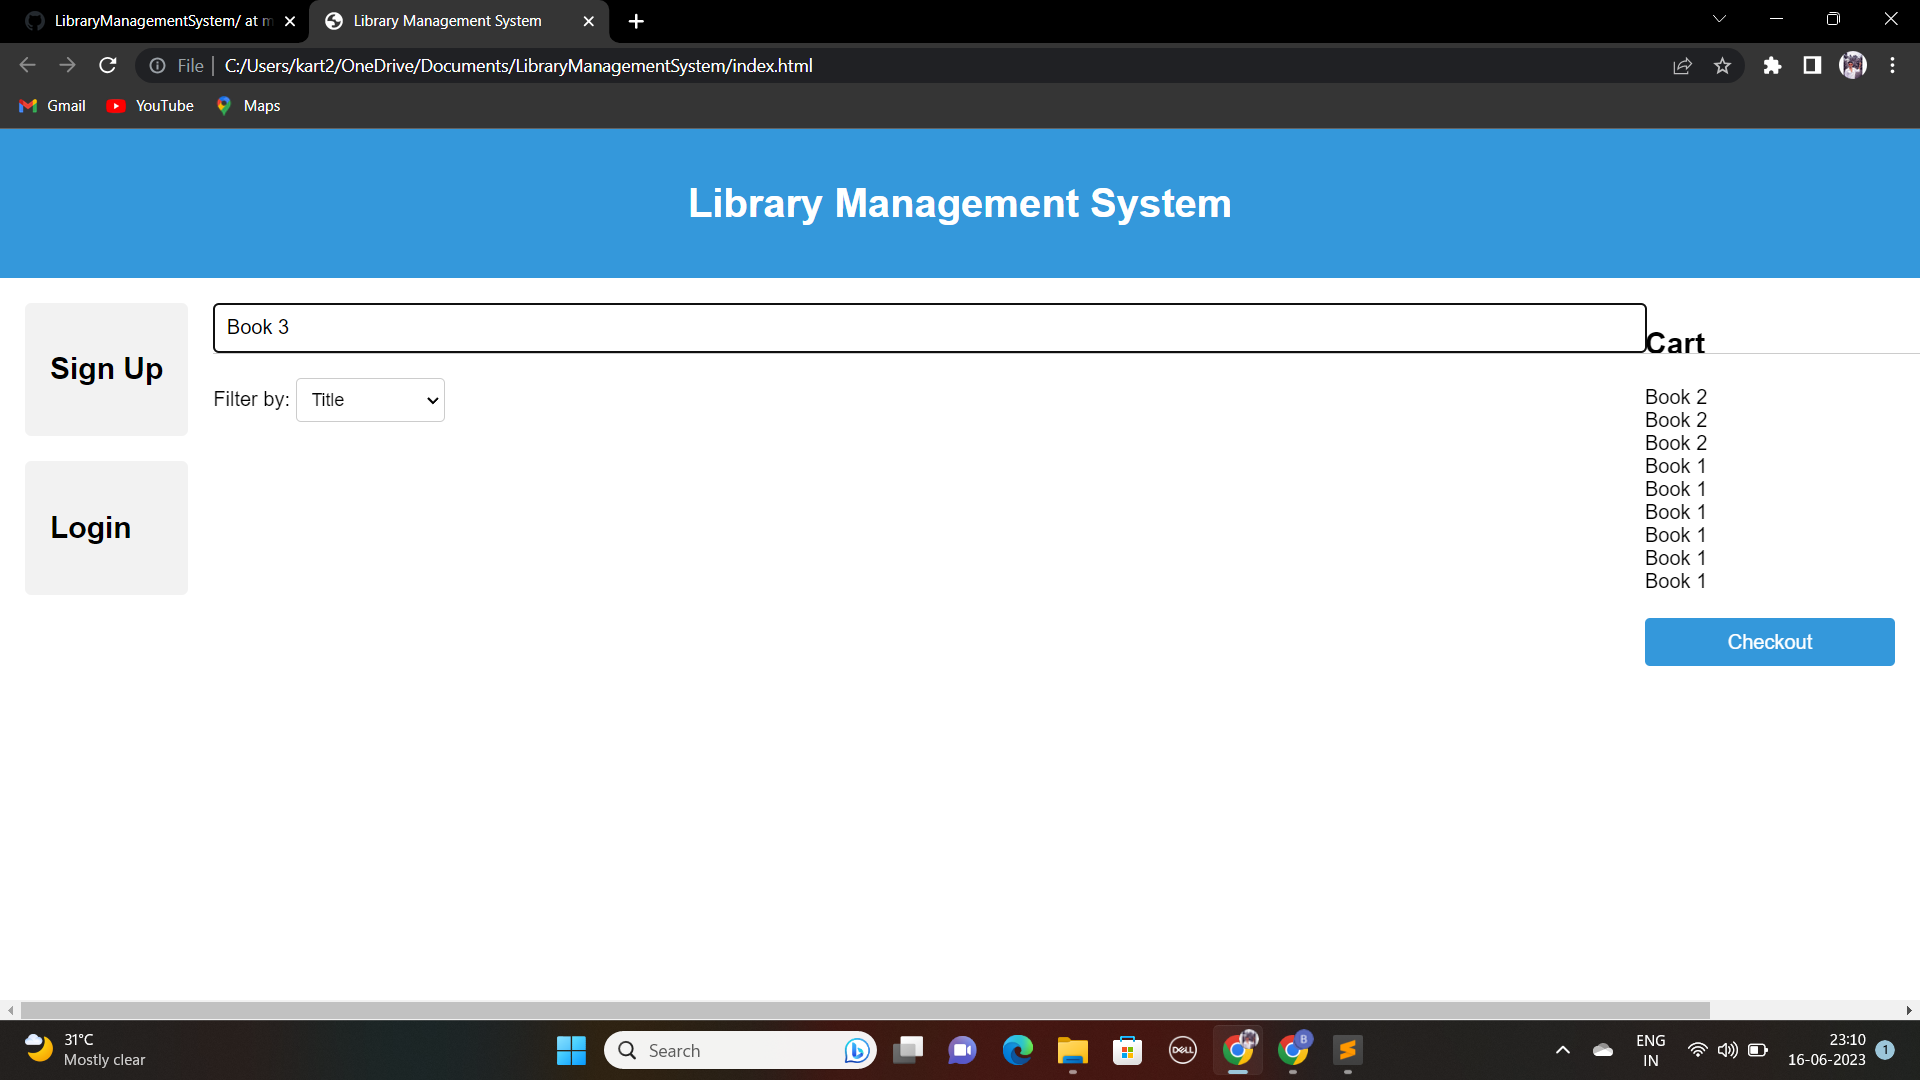 LibraryManagementSystem/ at m
Library Management System
File
C:/Users/kart2/OneDrive/Documents/LibraryManagementSystem/index.html
Gmail
YouTube
Maps
Library Management System
Sign Up
Login
Book 3
Filter by:
Title
Cart
Book 2
Book 2
Book 2
Book 1
Book 1
Book 1
Book 1
Book 1
Book 1
Checkout
31°C
Mostly clear
Search
DELL
B
ENG
IN
23:10
16-06-2023
1